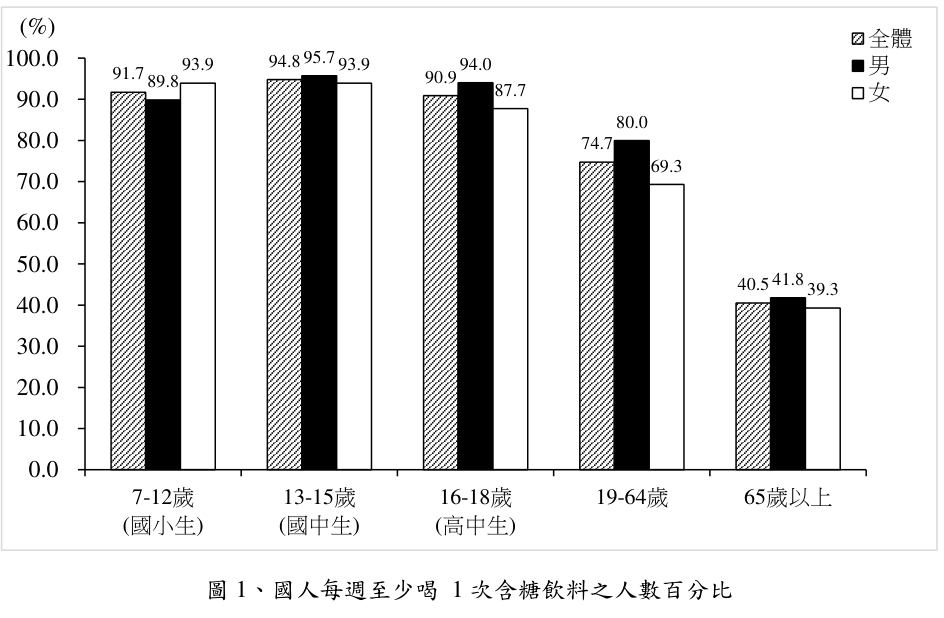 (%)
全體
男
女
100.0
90.0
80.0
70.0
60.0
50.0
40.0
30.0
20.0
10.0
0.0
91.7 89.8 93.9
94.8 95.7 93.9
90.9 94.0 87.7
74.7 80.0 69.3
40.5 41.8 39.3
7-12歲 13-15歲 16-18歲 19-64歲 65歲以上
(國小生) (國中生) (高中生)
圖 1、國人每週至少喝 1 次含糖飲料之人數百分比